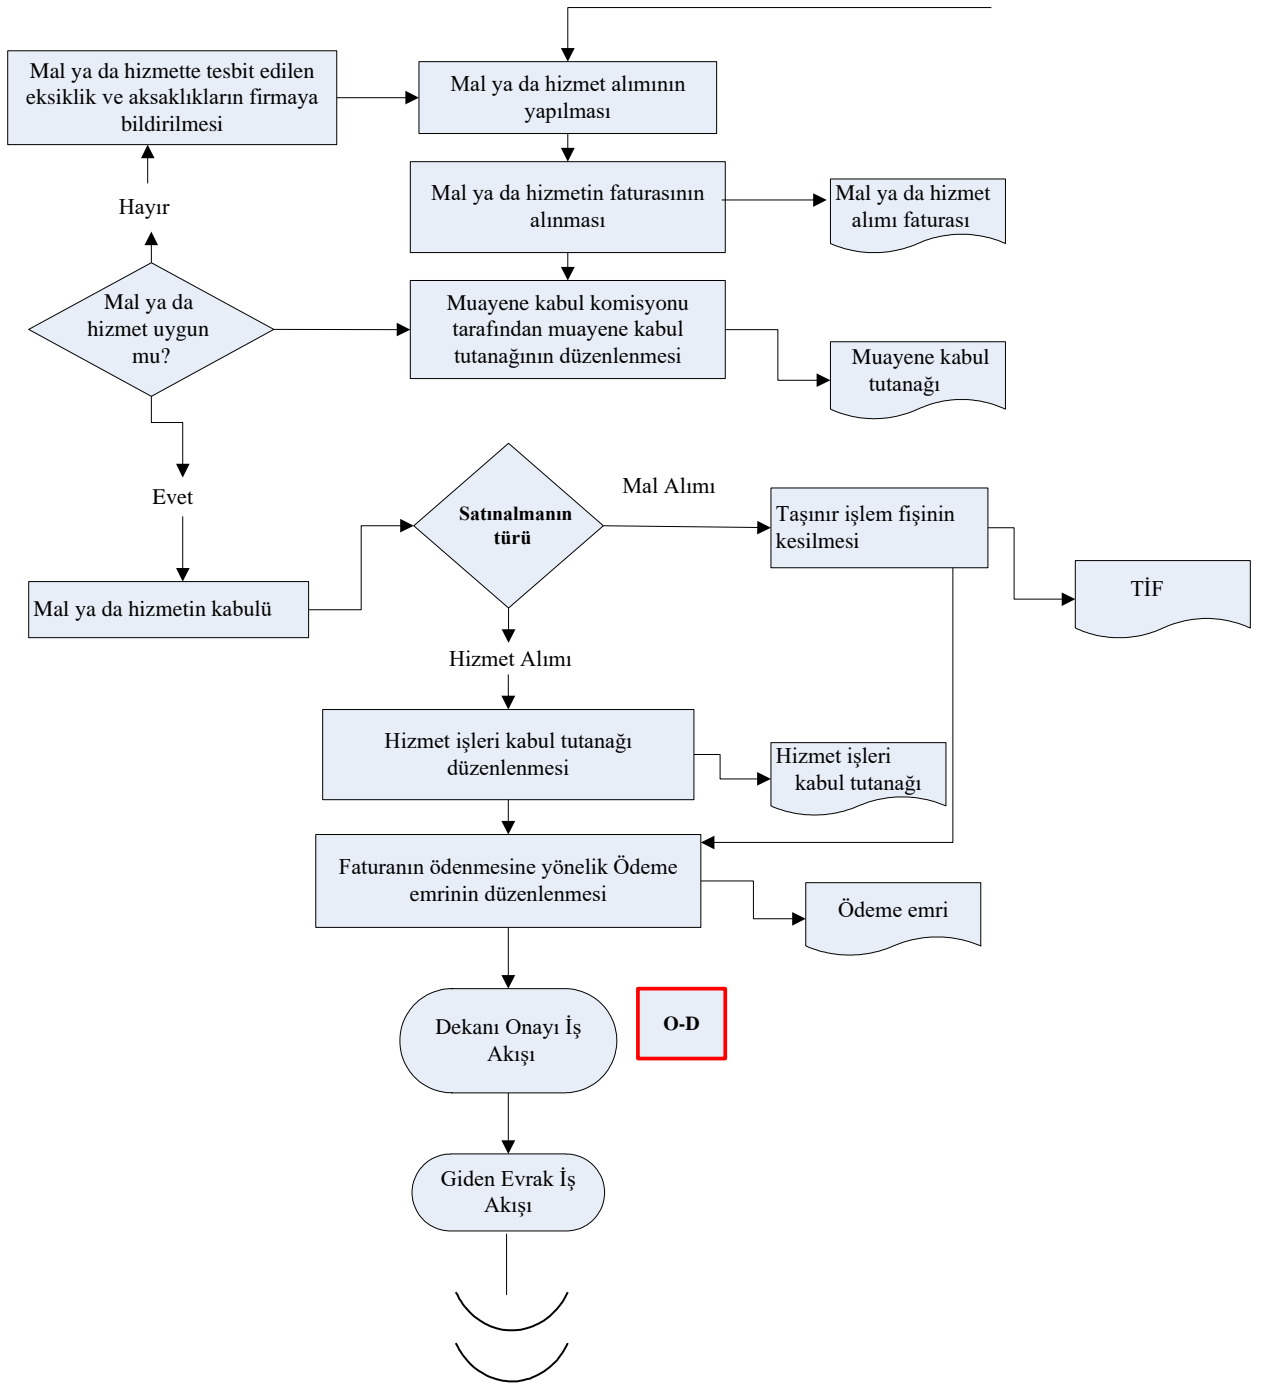 Mal ya da hizmette tesbit edilen
eksiklik ve aksaklıkların firmaya
bildirilmesi
Mal ya da hizmet alımının
yapılması
Mal ya da hizmetin faturasının
alınması
Mal ya da hizmet
alımı faturası
Hayır
Mal ya da
hizmet uygun
mu?
Muayene kabul komisyonu
tarafından muayene kabul
tutanağının düzenlenmesi
Muayene kabul
tutanağı
Evet
Mal ya da hizmetin kabulü
Satınalmanın
türü
Mal Alımı
Taşınır işlem fişinin
kesilmesi
TİF
Hizmet Alımı
Hizmet işleri kabul tutanağı
düzenlenmesi
Hizmet işleri
kabul tutanağı
Faturanın ödenmesine yönelik Ödeme
emrinin düzenlenmesi
Ödeme emri
Dekanı Onayı İş
Akışı
O-D
Giden Evrak İş
Akışı